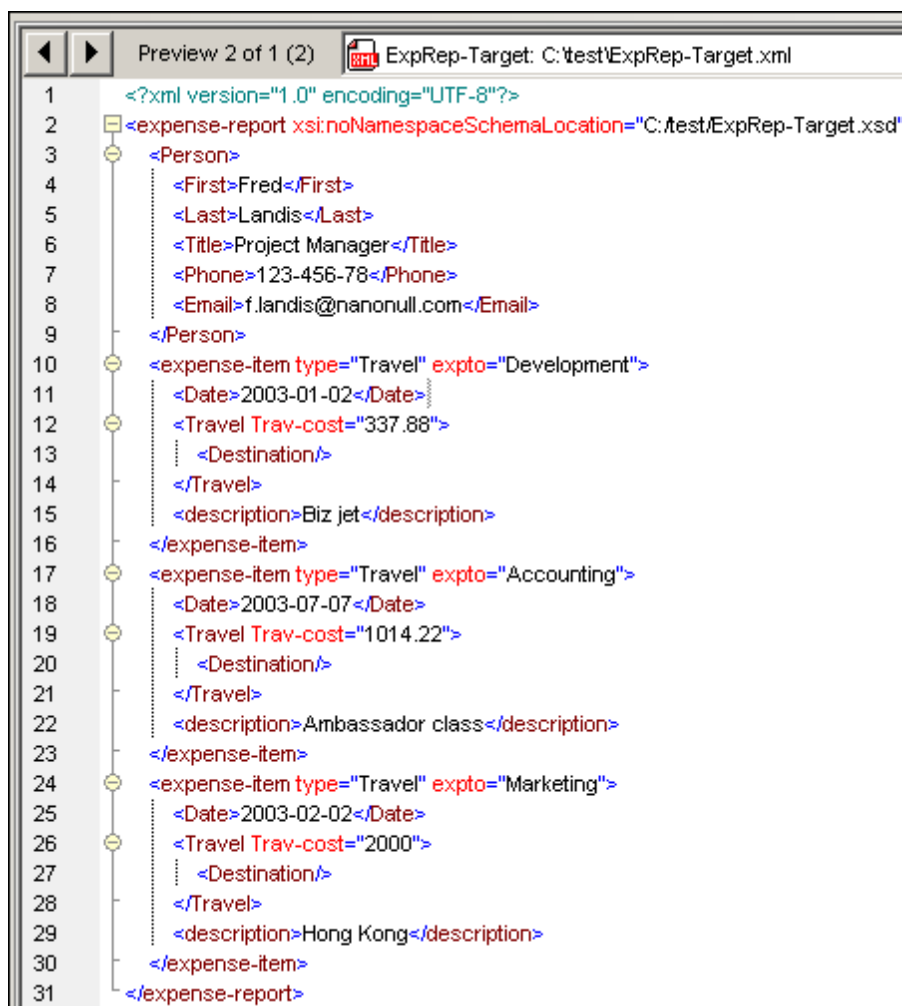 Preview 2 of 1 (2) XML ExpRep-Target: C:\test\ExpRep-Target.xml
1 <?xml version="1.0" encoding="UTF-8"?>
2 <expense-report xsi:noNamespaceSchemaLocation="C:/test/ExpRep-Target.xsd"
3 <Person>
4 <First>Fred</First>
5 <Last>Landis</Last>
6 <Title>Project Manager</Title>
7 <Phone>123-456-78</Phone>
8 <Email>f.landis@nanonull.com</Email>
9 </Person>
10 <expense-item type="Travel" expto="Development">
11 <Date>2003-01-02</Date>
12 <Travel Trav-cost="337.88">
13 <Destination/>
14 </Travel>
15 <description>Biz jet</description>
16 </expense-item>
17 <expense-item type="Travel" expto="Accounting">
18 <Date>2003-07-07</Date>
19 <Travel Trav-cost="1014.22">
20 <Destination/>
21 </Travel>
22 <description>Ambassador class</description>
23 </expense-item>
24 <expense-item type="Travel" expto="Marketing">
25 <Date>2003-02-02</Date>
26 <Travel Trav-cost="2000">
27 <Destination/>
28 </Travel>
29 <description>Hong Kong</description>
30 </expense-item>
31 </expense-report>